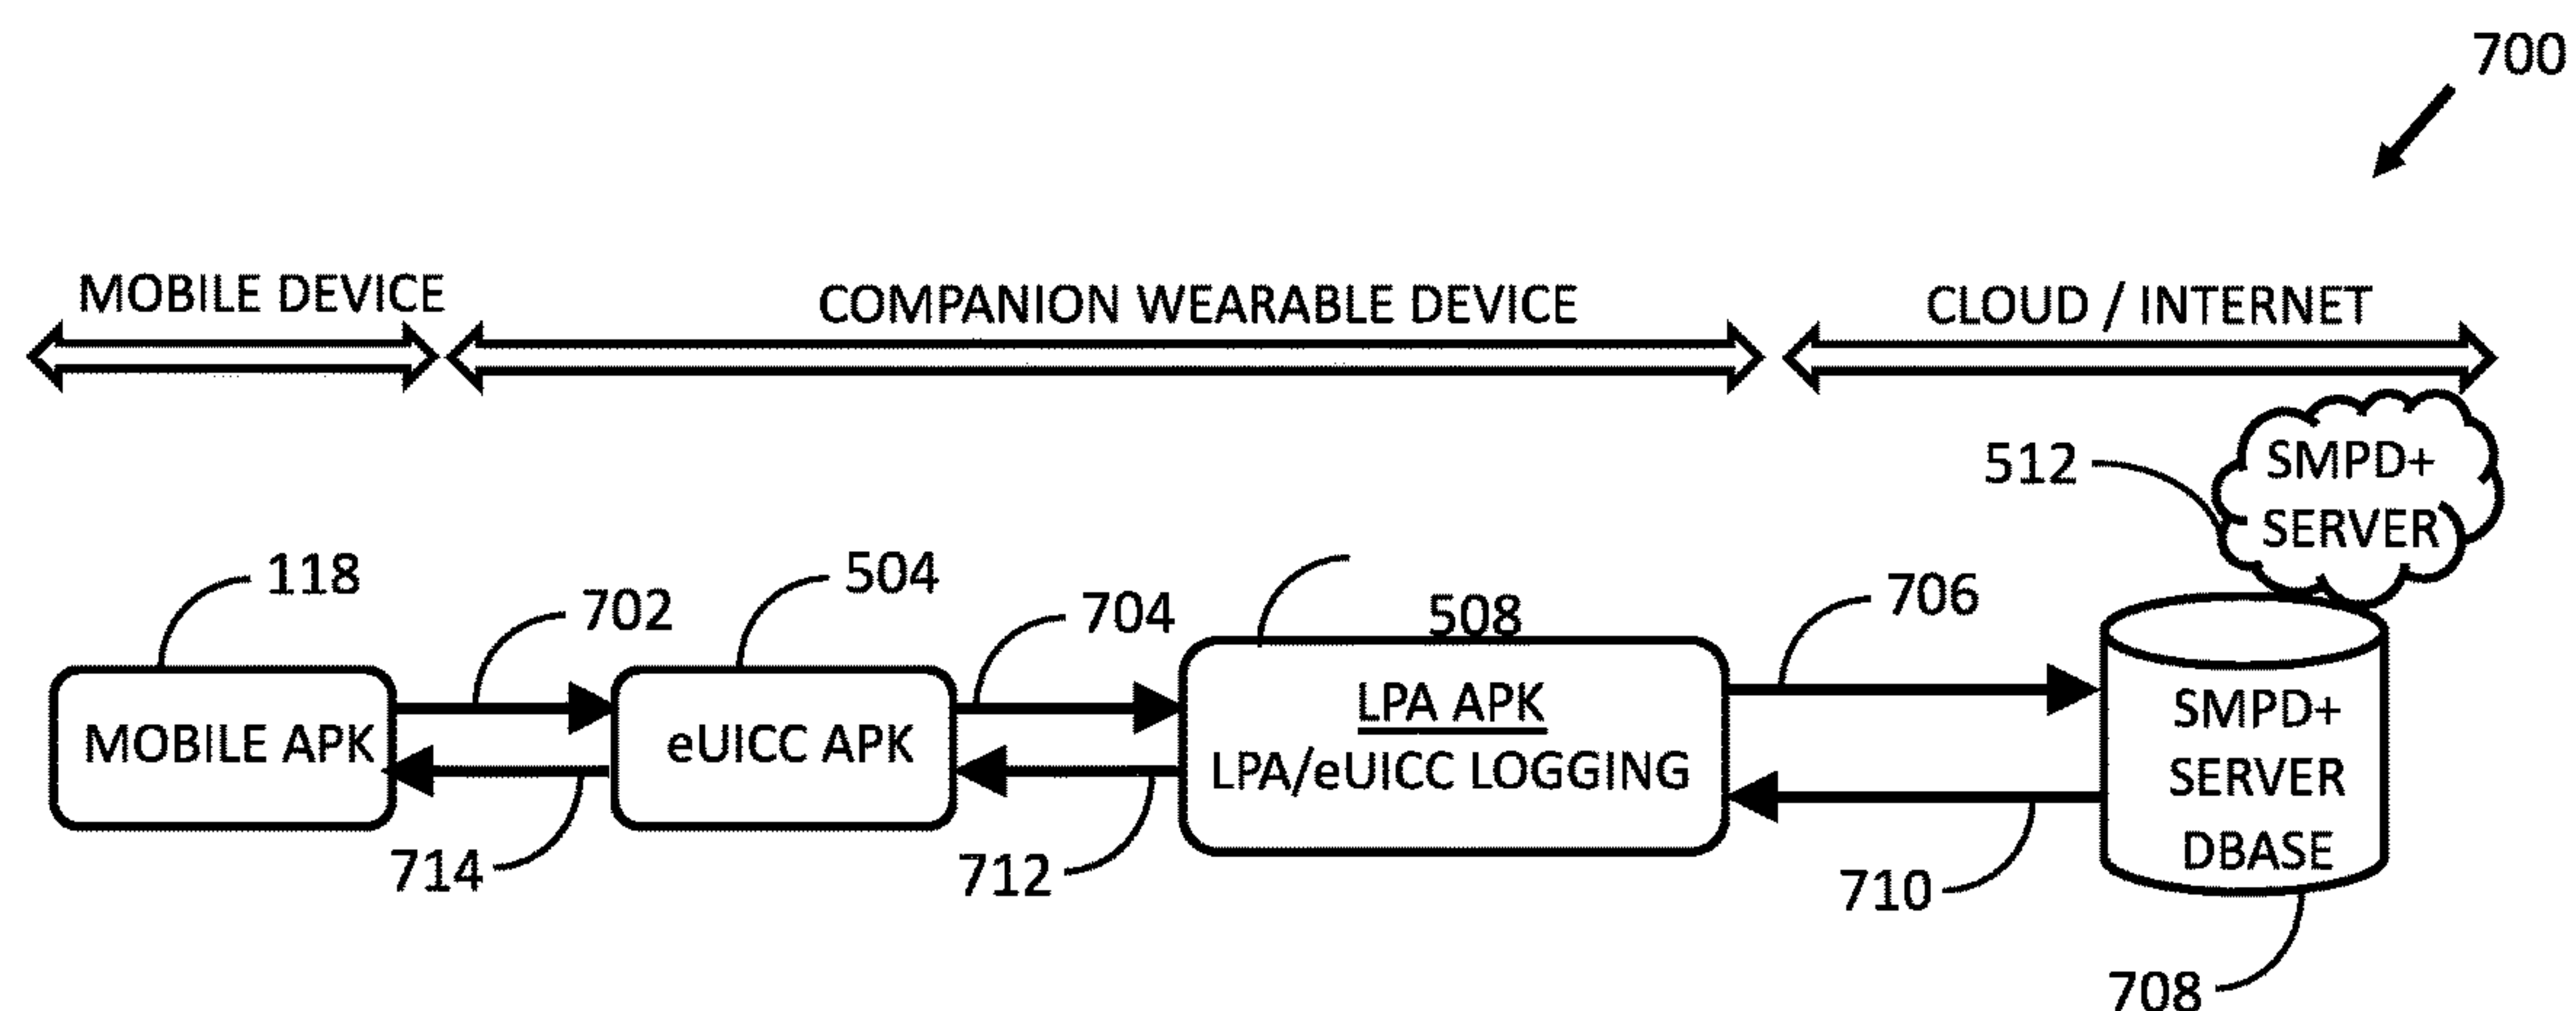 700
MOBILE DEVICE
COMPANION WEARABLE DEVICE
CLOUD / INTERNET
512
SMPD+
SERVER
118
702
504
704
508
706
MOBILE APK
eUICC APK
LPA APK
LPA/eUICC LOGGING
SMPD+
SERVER
DBASE
714
712
710
708